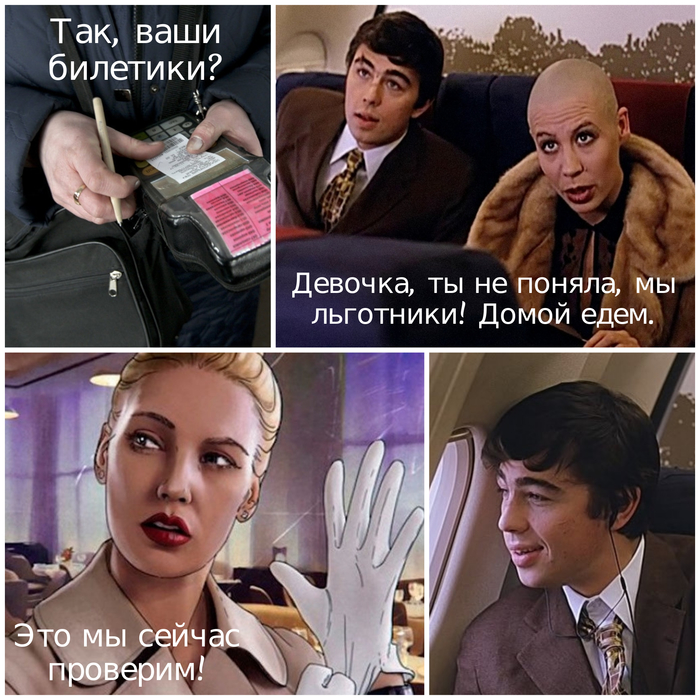 Так, ваши
билетики?
Девочка, ты не поняла, мы
льготники! Домой едем.
Это мы сейчас
проверим!